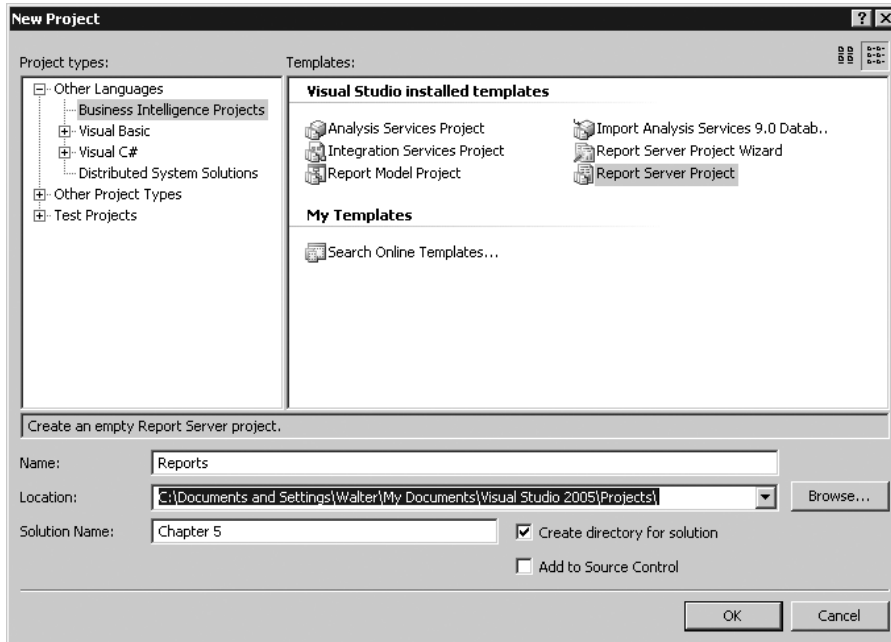 New Project
Project types:
Templates:
Other Languages
Business Intelligence Projects
Visual Basic
Visual C#
Distributed System Solutions
Other Project Types
Test Projects
Visual Studio installed templates
Analysis Services Project
Import Analysis Services 9.0 Datab..
Integration Services Project
Report Server Project Wizard
Report Model Project
Report Server Project
My Templates
Search Online Templates...
Create an empty Report Server project.
Name:
Reports
Location:
C:\Documents and Settings\Walter\My Documents\Visual Studio 2005\Projects\
Browse...
Solution Name:
Chapter 5
Create directory for solution
Add to Source Control
OK
Cancel